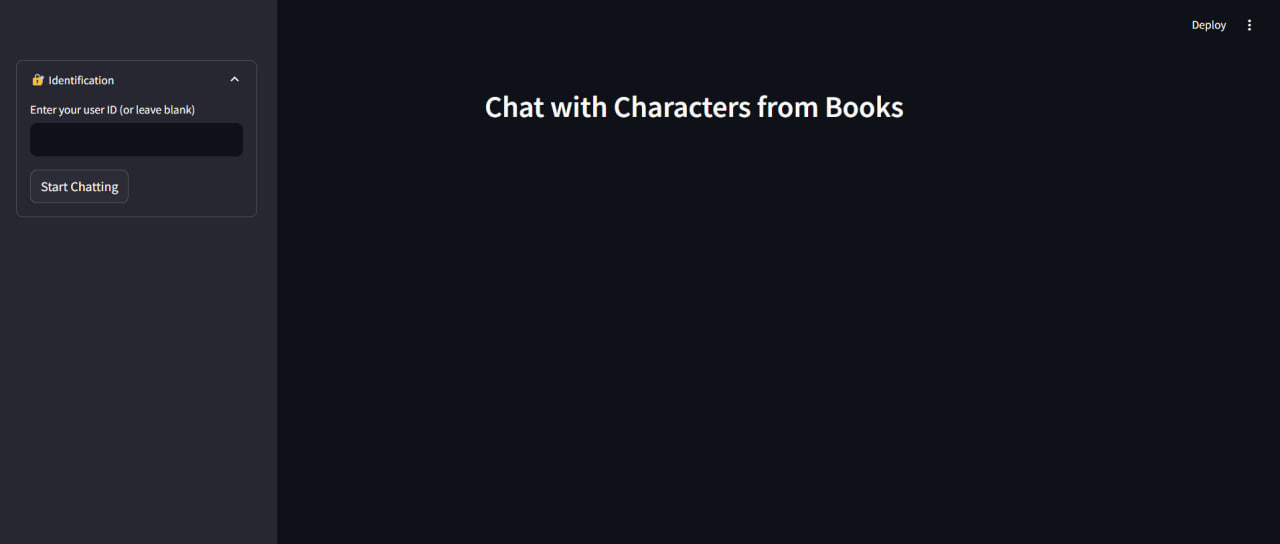 Deploy
Identification
Enter your user ID (or leave blank)
Start Chatting
Chat with Characters from Books